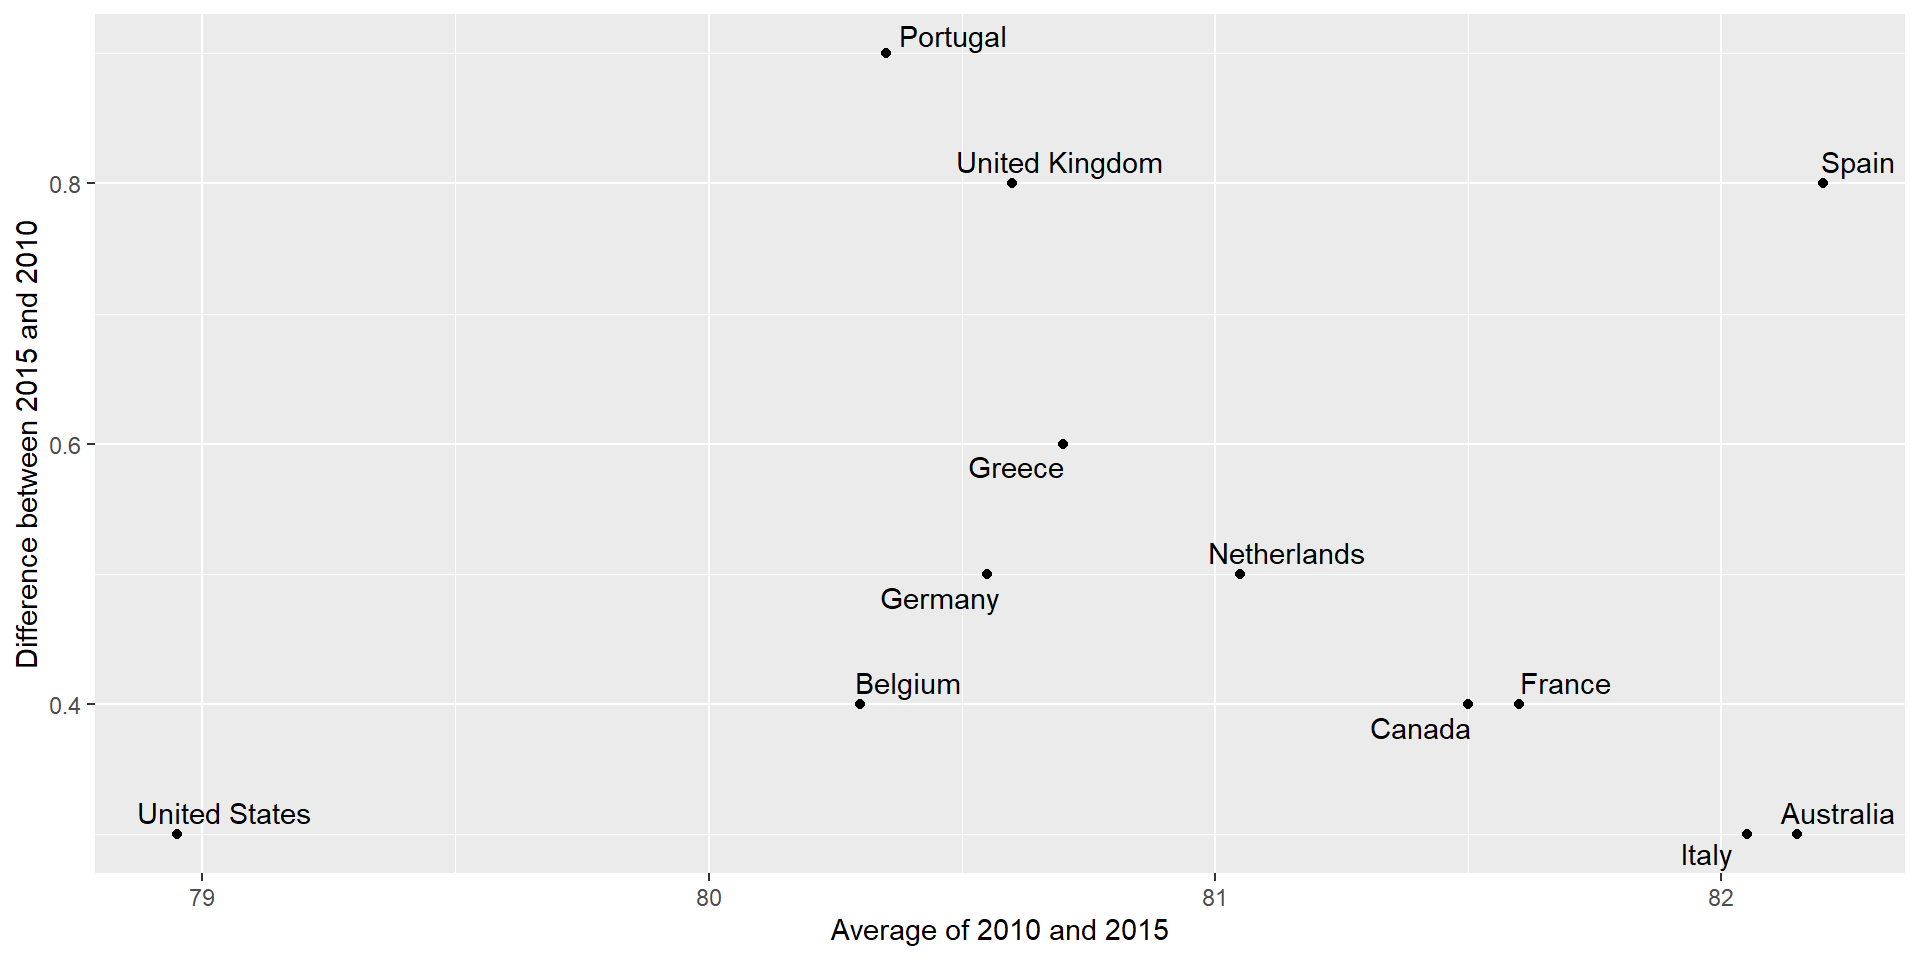 Portugal
United Kingdom
Spain
0.8
Difference between 2015 and 2010
0.6
Greece
Netherlands
Germany
Belgium
France
0.4
Canada
United States
Australia
Italy
79
80
81
82
Average of 2010 and 2015